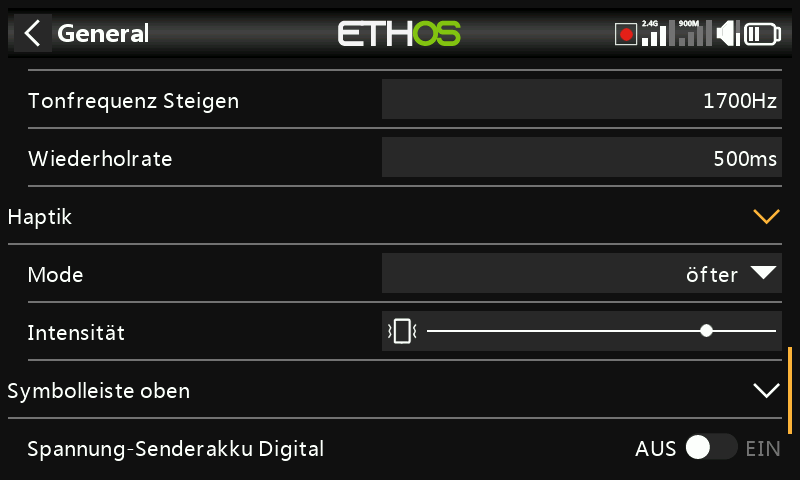 General
ETHOS
2.4G
900M
Tonfrequenz Steigen
1700Hz
Wiederholrate
500ms
Haptik
Mode
öfter
Intensität
Symbolleiste oben
Spannung-Senderakku Digital
AUS
EIN